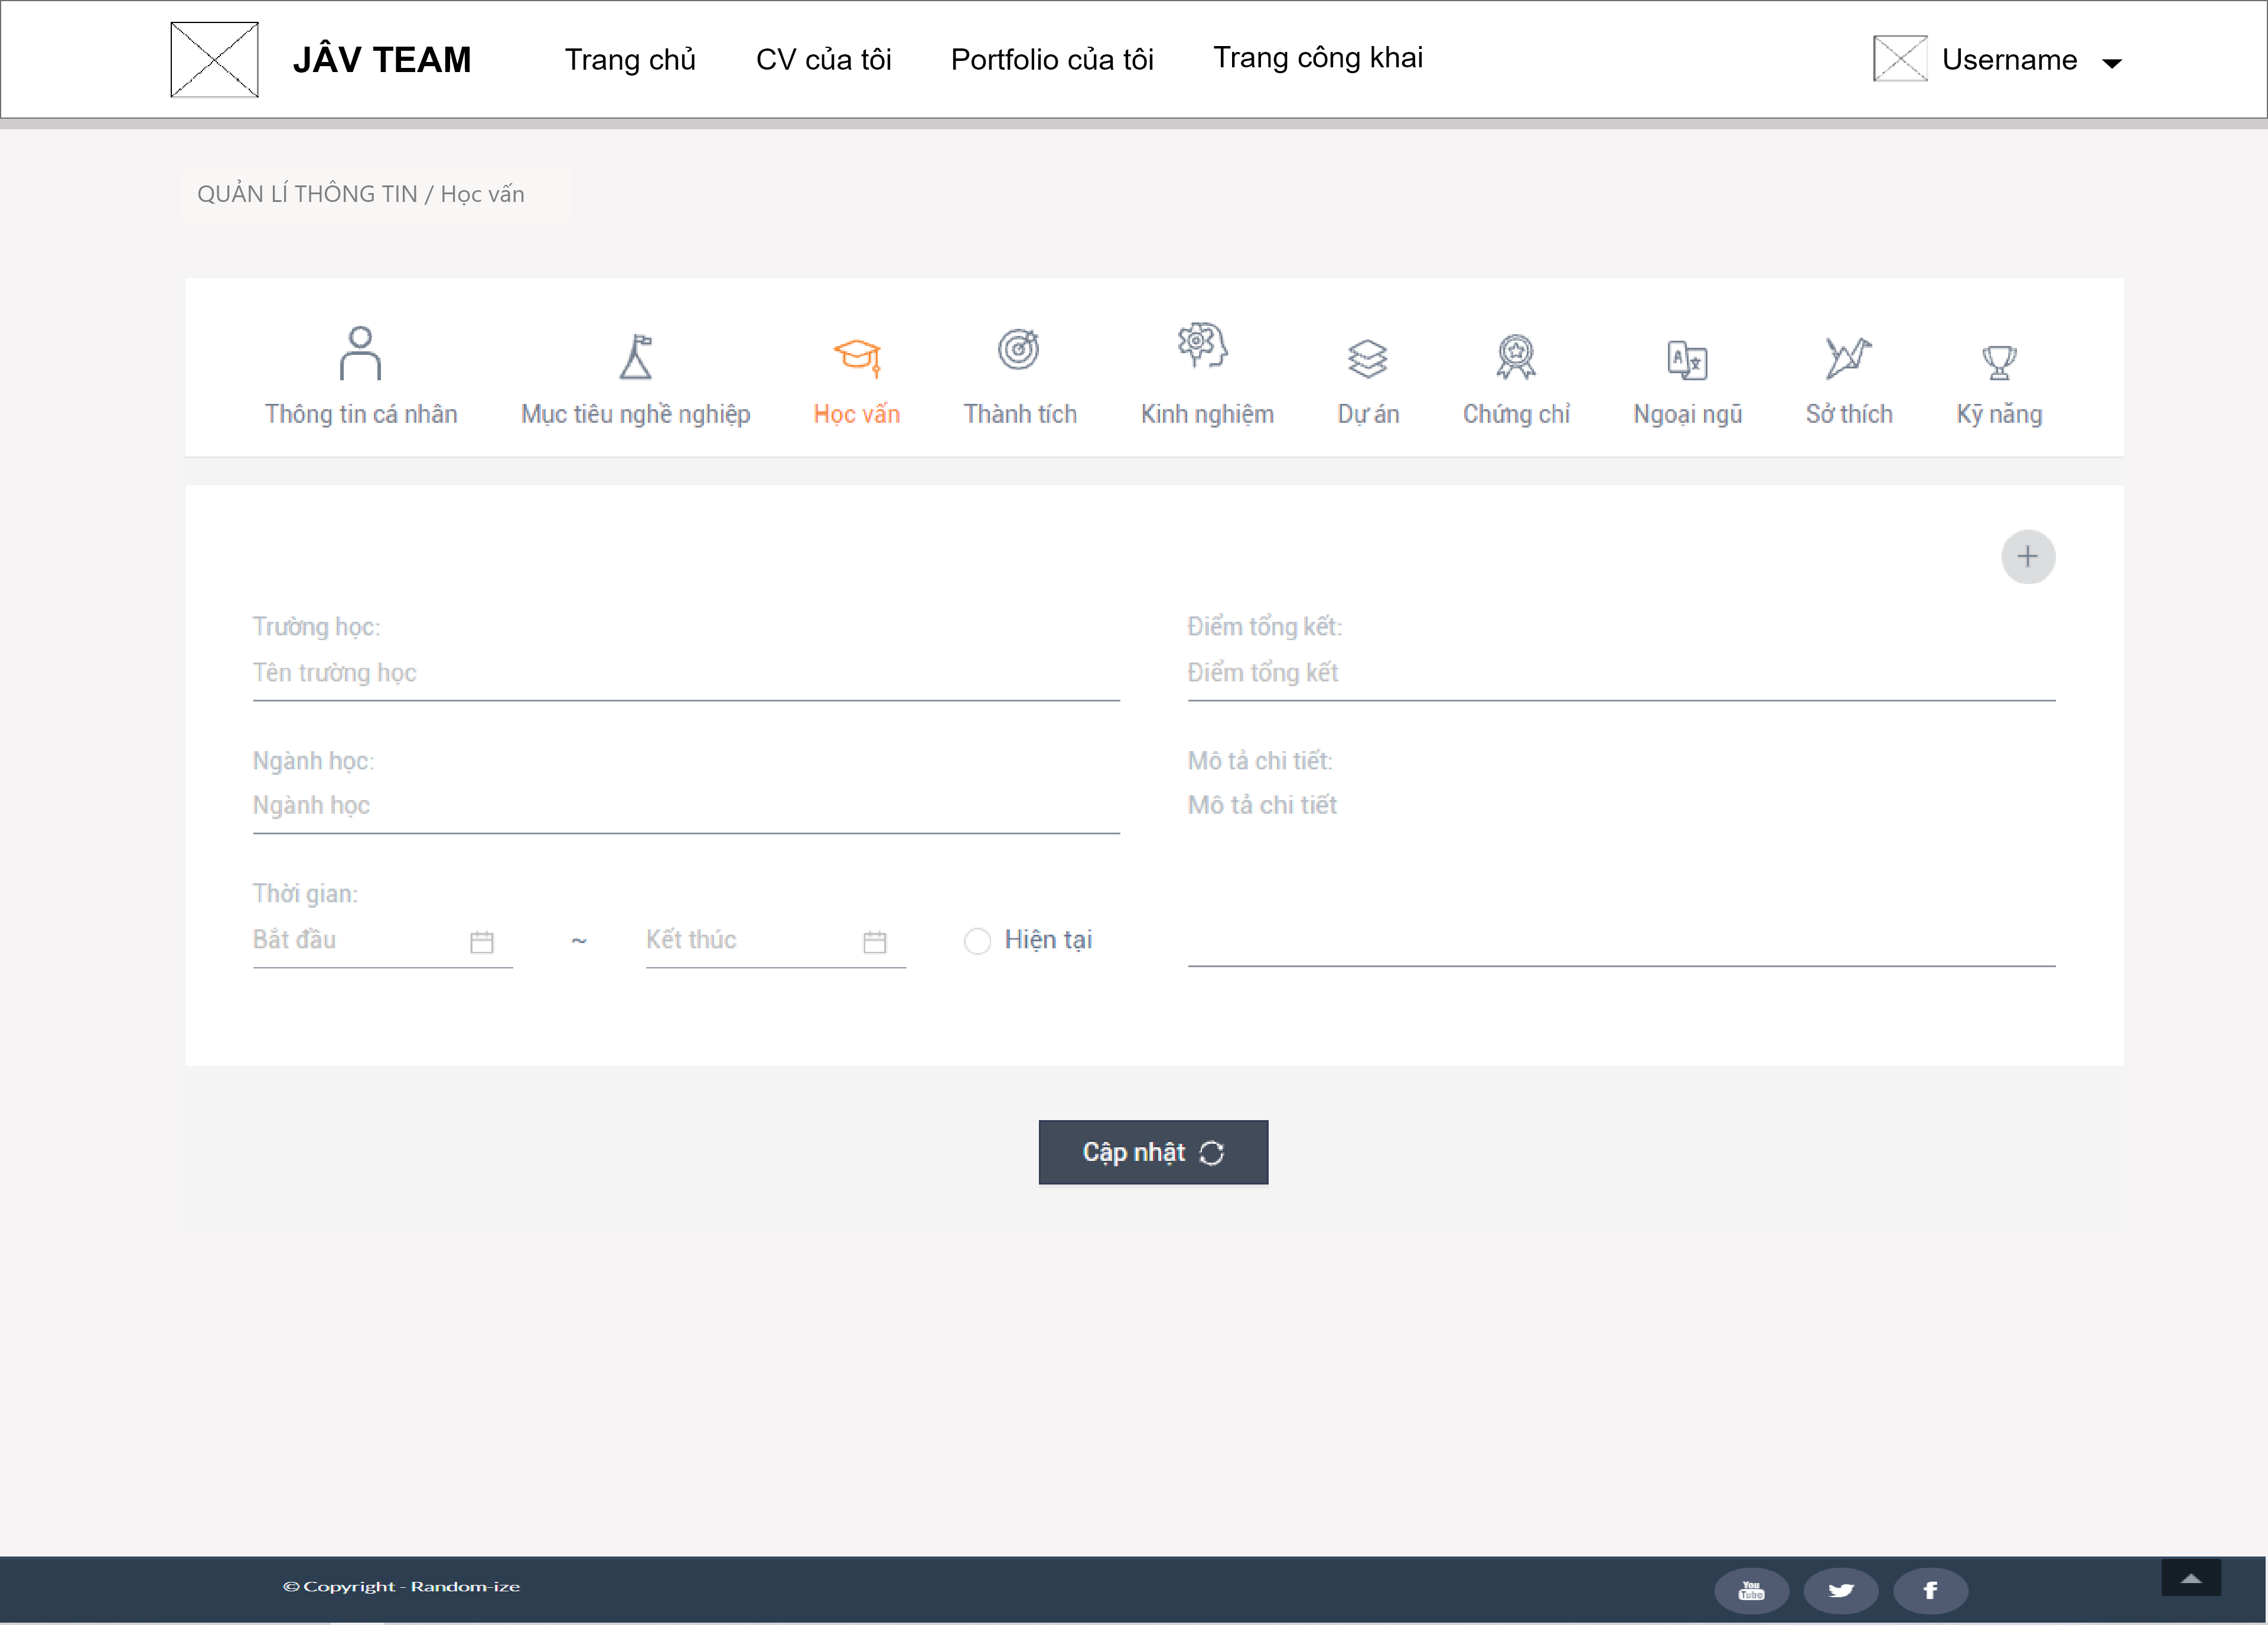 JÂV TEAM Trang chủ CV của tôi Portfolio của tôi Trang công khai Username
QUẢN LÍ THÔNG TIN / Học vấn
Thông tin cá nhân Mục tiêu nghề nghiệp Học vấn Thành tích Kinh nghiệm Dự án Chứng chỉ Ngoại ngũ Sở thích Kỹ năng
+
Trường học: Điểm tổng kết:
Tên trường học Điểm tổng kết
Ngành học: Mô tả chi tiết:
Ngành học Mô tả chi tiết
Thời gian:
Bắt đầu ~ Kết thúc Hiện tại
Cập nhật
© Copyright - Random-ize You Tube f